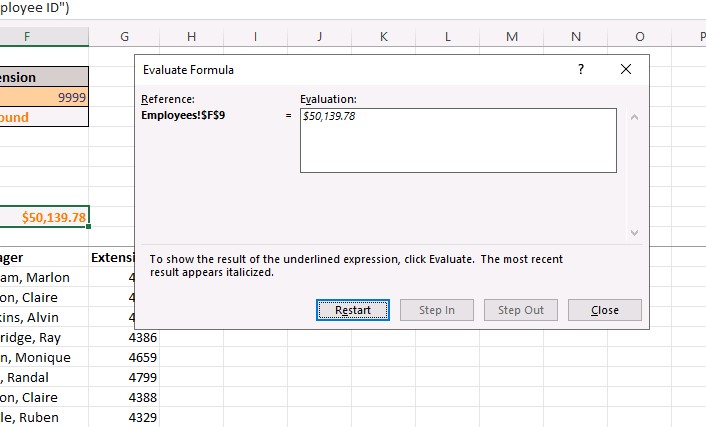 ployee ID")
F G H I J K L M N O P
ension
9999
ound
$50,139.78
Evaluate Formula ? ×
Reference: Evaluation:
Employees!$F$9 = $50,139.78
To show the result of the underlined expression, click Evaluate. The most recent
result appears italicized.
Restart Step In Step Out Close
ager Extensi
am, Marlon 4
on, Claire 4
kins, Alvin 4
ridge, Ray 4386
n, Monique 4659
, Randal 4799
on, Claire 4388
le, Ruben 4329